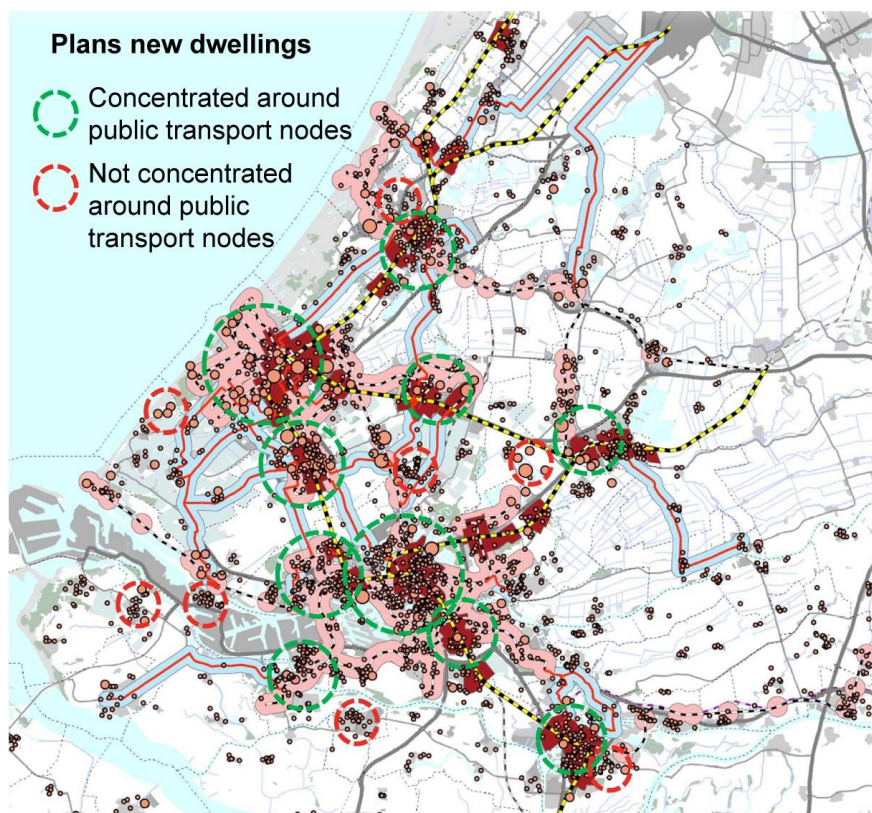 Plans new dwellings
Concentrated around
public transport nodes
Not concentrated
around public
transport nodes